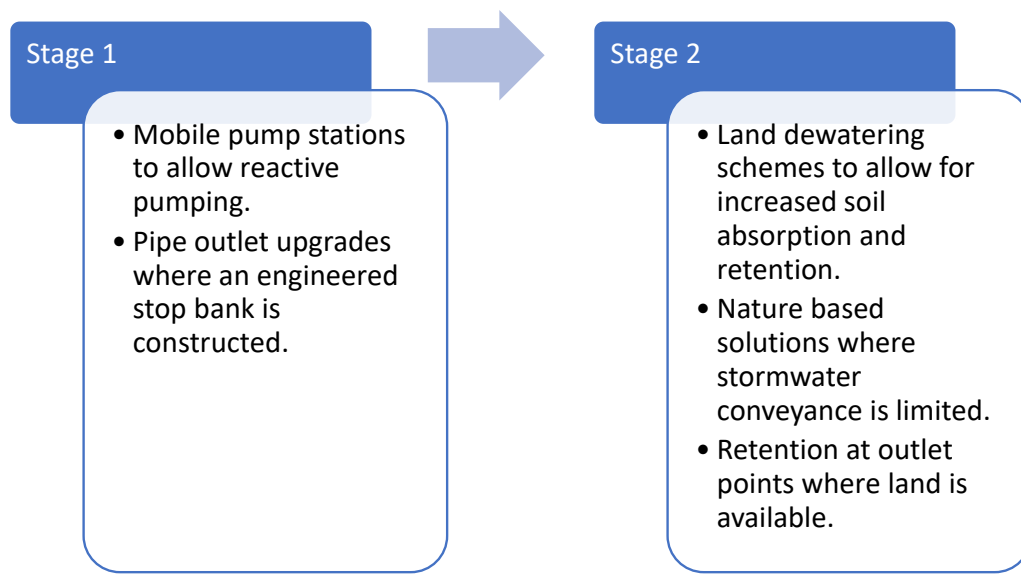 Stage 1
• Mobile pump stations
to allow reactive
pumping.
• Pipe outlet upgrades
where an engineered
stop bank is
constructed.
Stage 2
• Land dewatering
schemes to allow for
increased soil
absorption and
retention.
• Nature based
solutions where
stormwater
conveyance is limited.
• Retention at outlet
points where land is
available.